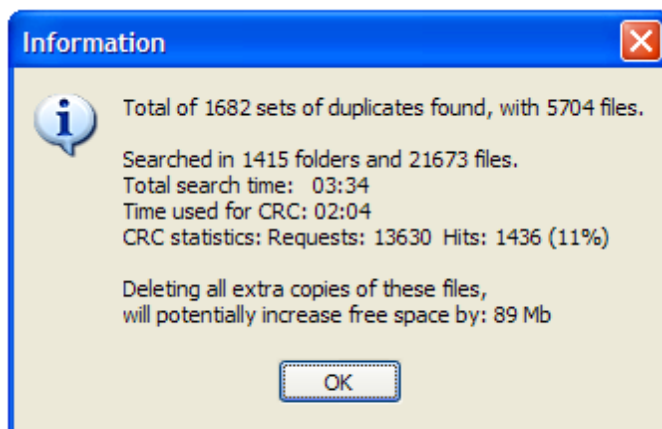 Information
Total of 1682 sets of duplicates found, with 5704 files.
Searched in 1415 folders and 21673 files.
Total search time: 03:34
Time used for CRC: 02:04
CRC statistics: Requests: 13630 Hits: 1436 (11%)
Deleting all extra copies of these files,
will potentially increase free space by: 89 Mb
OK